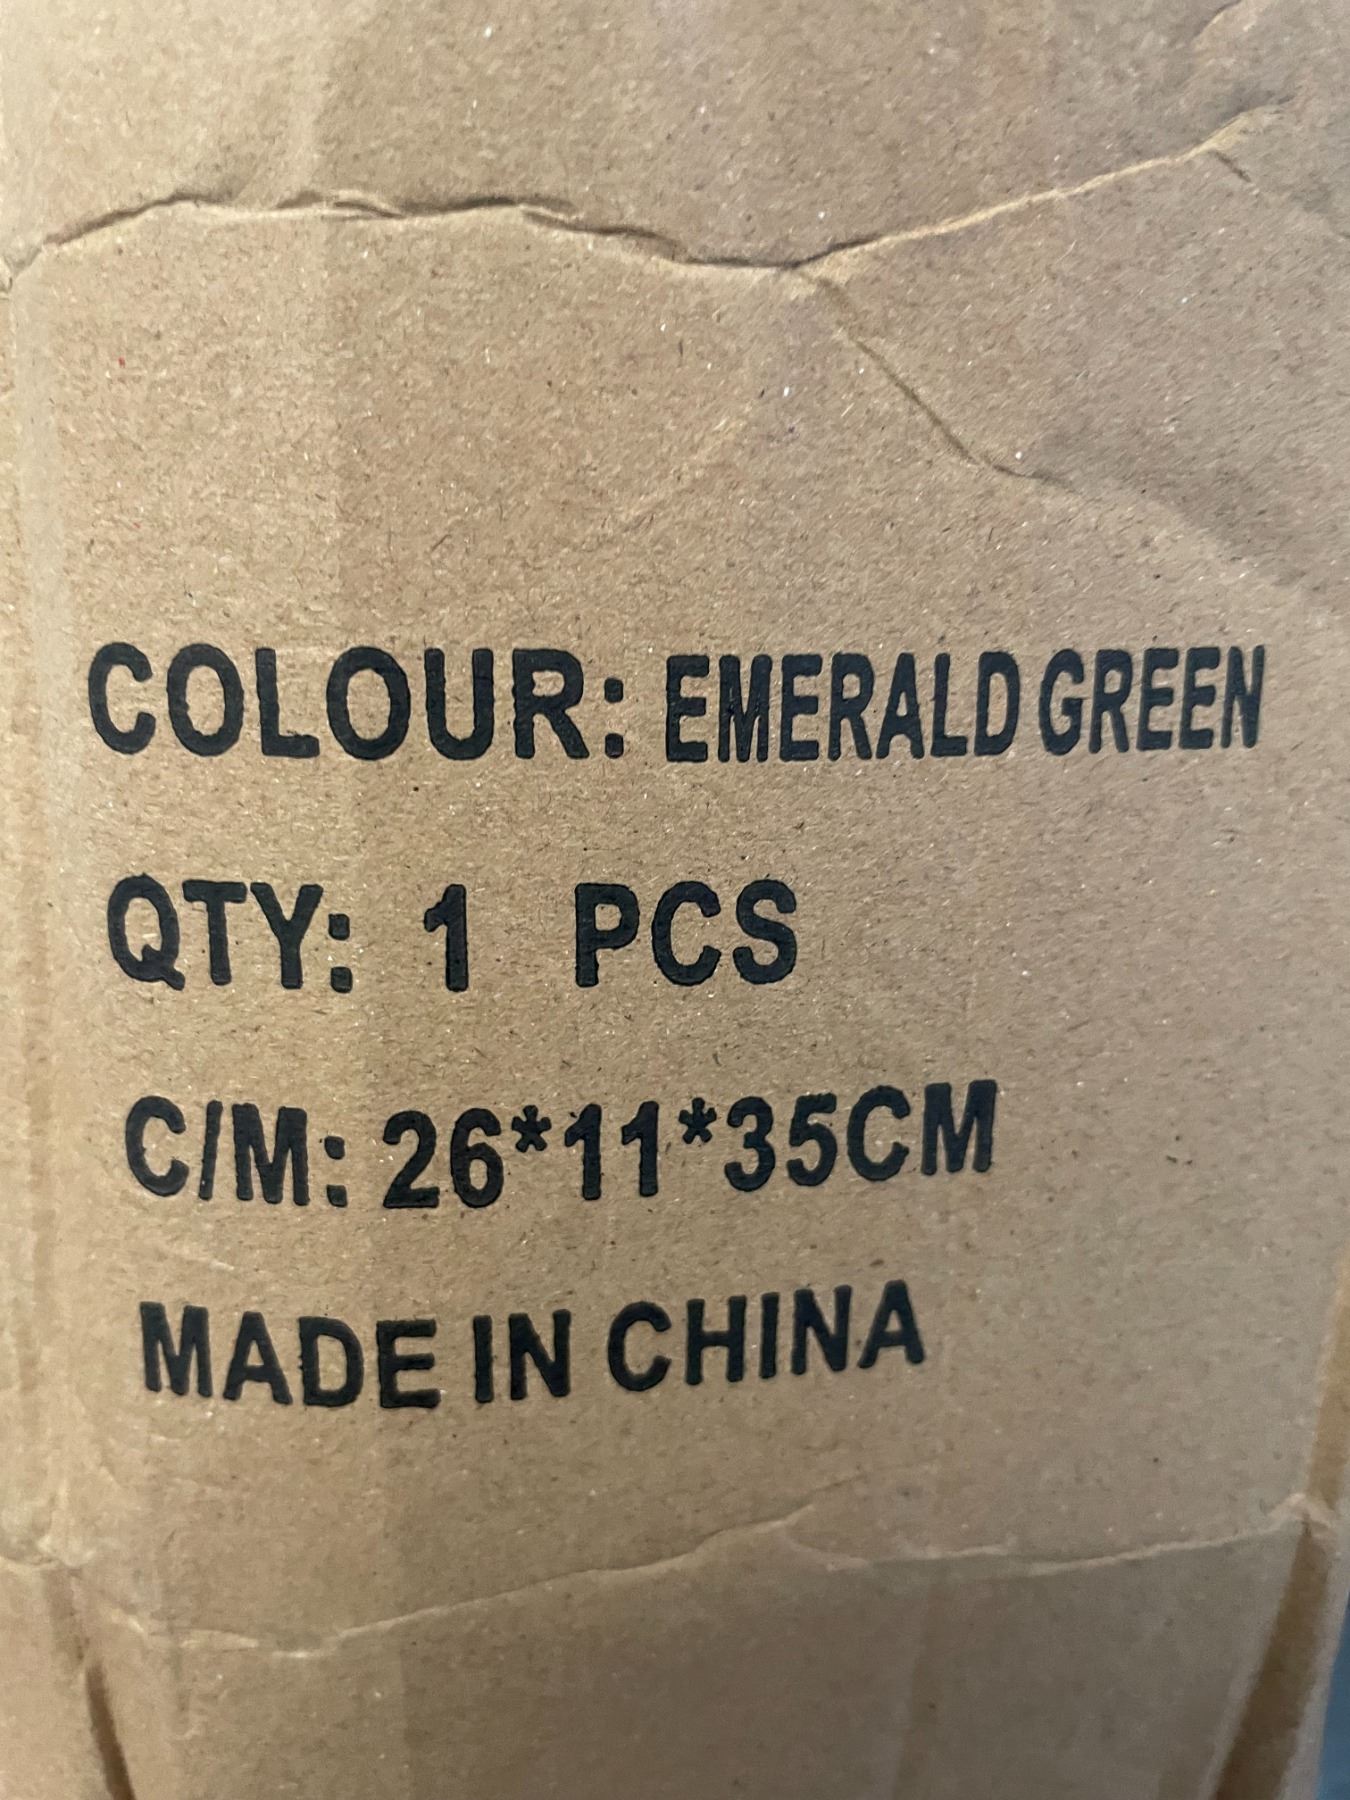 COLOUR: EMERALD GREEN
QTY: 1 PCS
C/M: 26*11*35CM
MADE IN CHINA